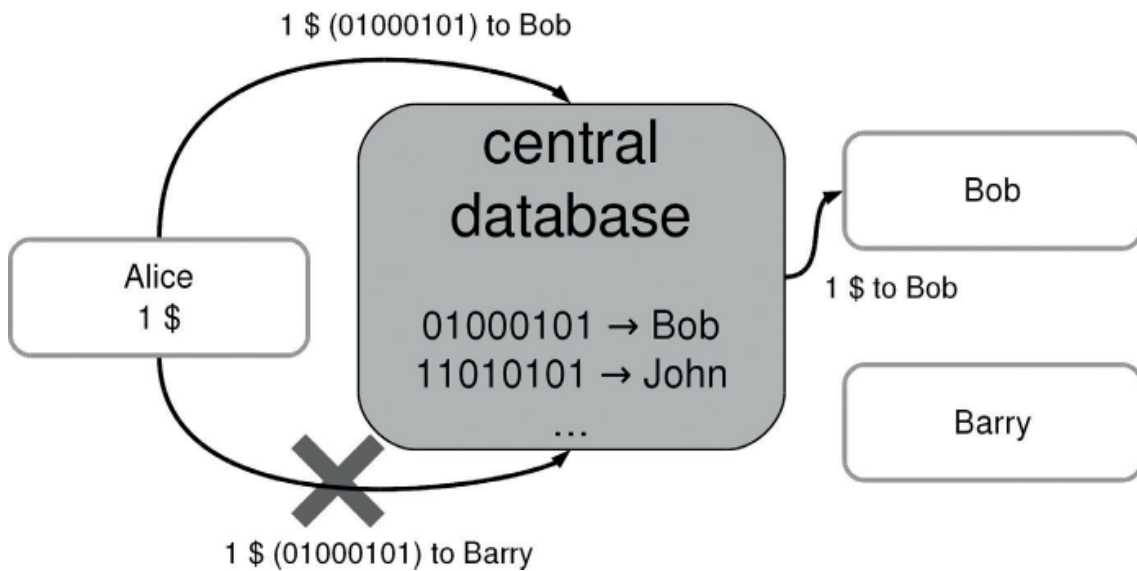 1 $ (01000101) to Bob
central
database
Alice
1 $
01000101 → Bob
11010101 → John
...
Bob
1 $ to Bob
Barry
1 $ (01000101) to Barry